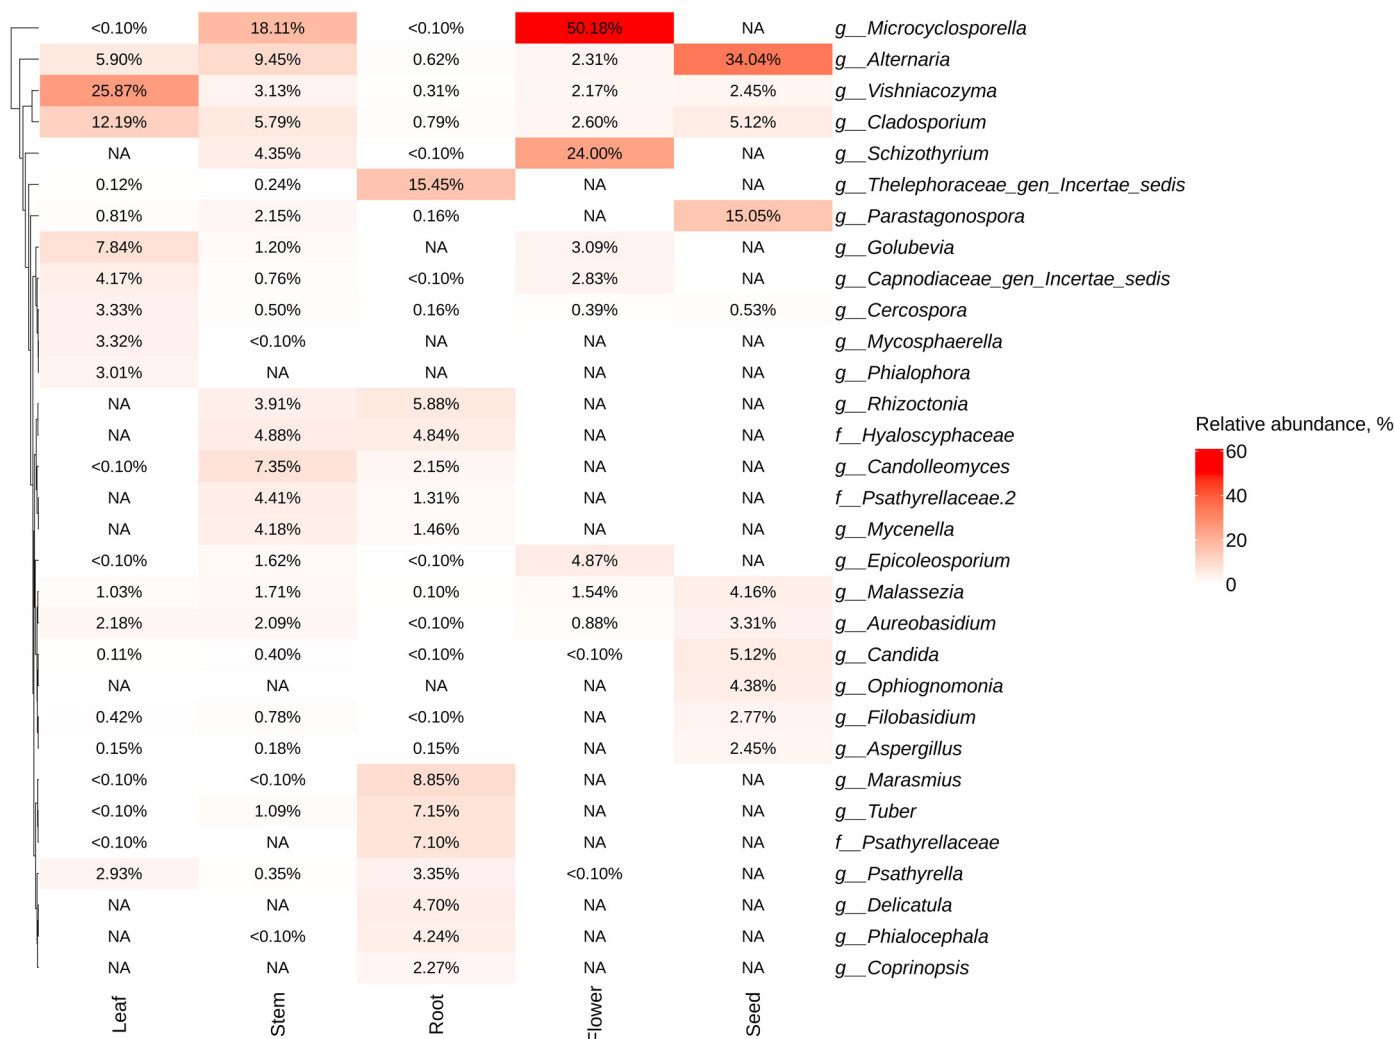 <0.10% 18.11% <0.10% 50.18% NA g__Microcyclosporella
5.90% 9.45% 0.62% 2.31% 34.04% g__Alternaria
25.87% 3.13% 0.31% 2.17% 2.45% g__Vishniacozyma
12.19% 5.79% 0.79% 2.60% 5.12% g__Cladosporium
NA 4.35% <0.10% 24.00% NA g__Schizothyrium
0.12% 0.24% 15.45% NA NA g__Thelephoraceae_gen_Incertae_sedis
0.81% 2.15% 0.16% NA 15.05% g__Parastagonospora
7.84% 1.20% NA 3.09% NA g__Golubevia
4.17% 0.76% <0.10% 2.83% NA g__Capnodiaceae_gen_Incertae_sedis
3.33% 0.50% 0.16% 0.39% 0.53% g__Cercospora
3.32% <0.10% NA NA NA g__Mycosphaerella
3.01% NA NA NA NA g__Phialophora
NA 3.91% 5.88% NA NA g__Rhizoctonia
NA 4.88% 4.84% NA NA f__Hyaloscyphaceae
<0.10% 7.35% 2.15% NA NA g__Candolleomyces
NA 4.41% 1.31% NA NA f__Psathyrellaceae.2
NA 4.18% 1.46% NA NA g__Mycenella
<0.10% 1.62% <0.10% 4.87% NA g__Epicoleosporium
1.03% 1.71% 0.10% 1.54% 4.16% g__Malassezia
2.18% 2.09% <0.10% 0.88% 3.31% g__Aureobasidium
0.11% 0.40% <0.10% <0.10% 5.12% g__Candida
NA NA NA NA 4.38% g__Ophiognomonia
0.42% 0.78% <0.10% NA 2.77% g__Filobasidium
0.15% 0.18% 0.15% NA 2.45% g__Aspergillus
<0.10% <0.10% 8.85% NA NA g__Marasmius
<0.10% 1.09% 7.15% NA NA g__Tuber
<0.10% NA 7.10% NA NA f__Psathyrellaceae
2.93% 0.35% 3.35% <0.10% NA g__Psathyrella
NA NA 4.70% NA NA g__Delicatula
NA <0.10% 4.24% NA NA g__Phialocephala
NA NA 2.27% NA NA g__Coprinopsis
Leaf Stem Root Flower Seed
Relative abundance, %
60
40
20
0